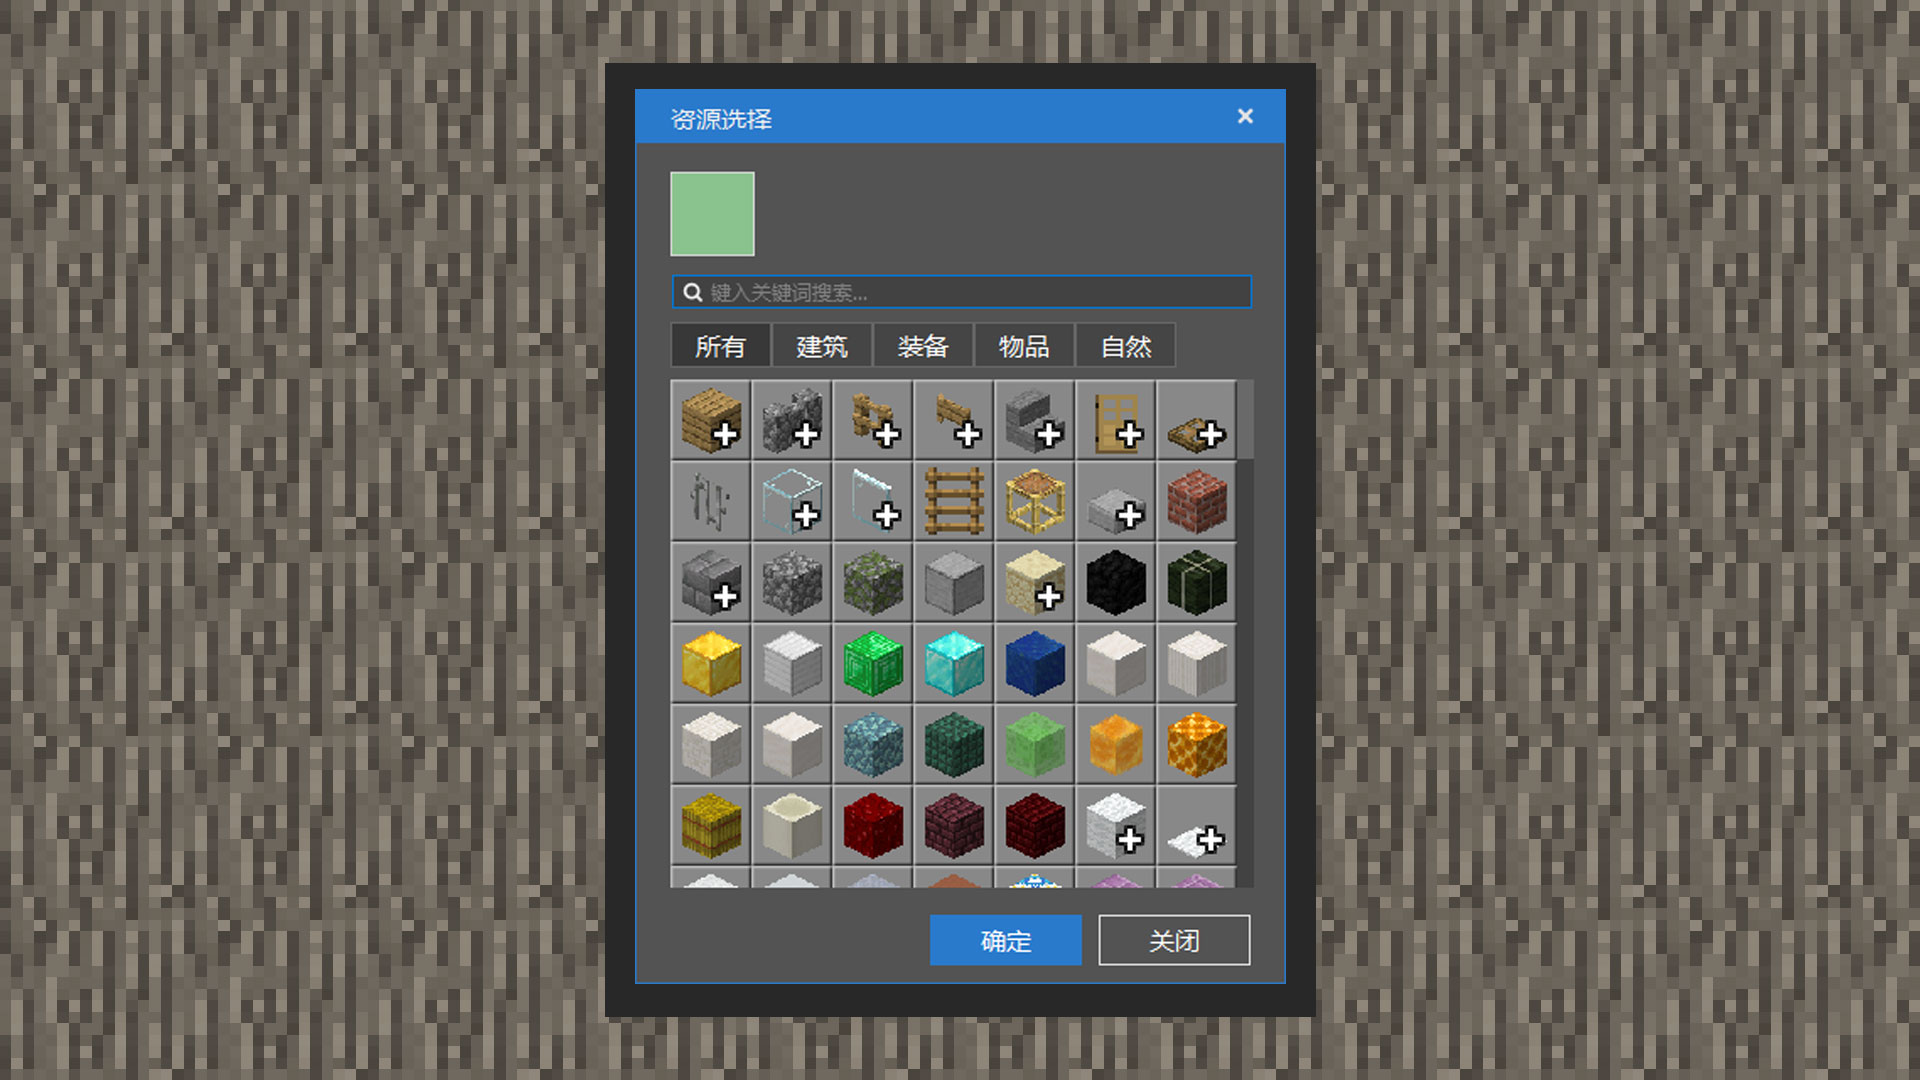 资源选择
键入关键词搜索...
所有 建筑 装备 物品 自然
确定 关闭